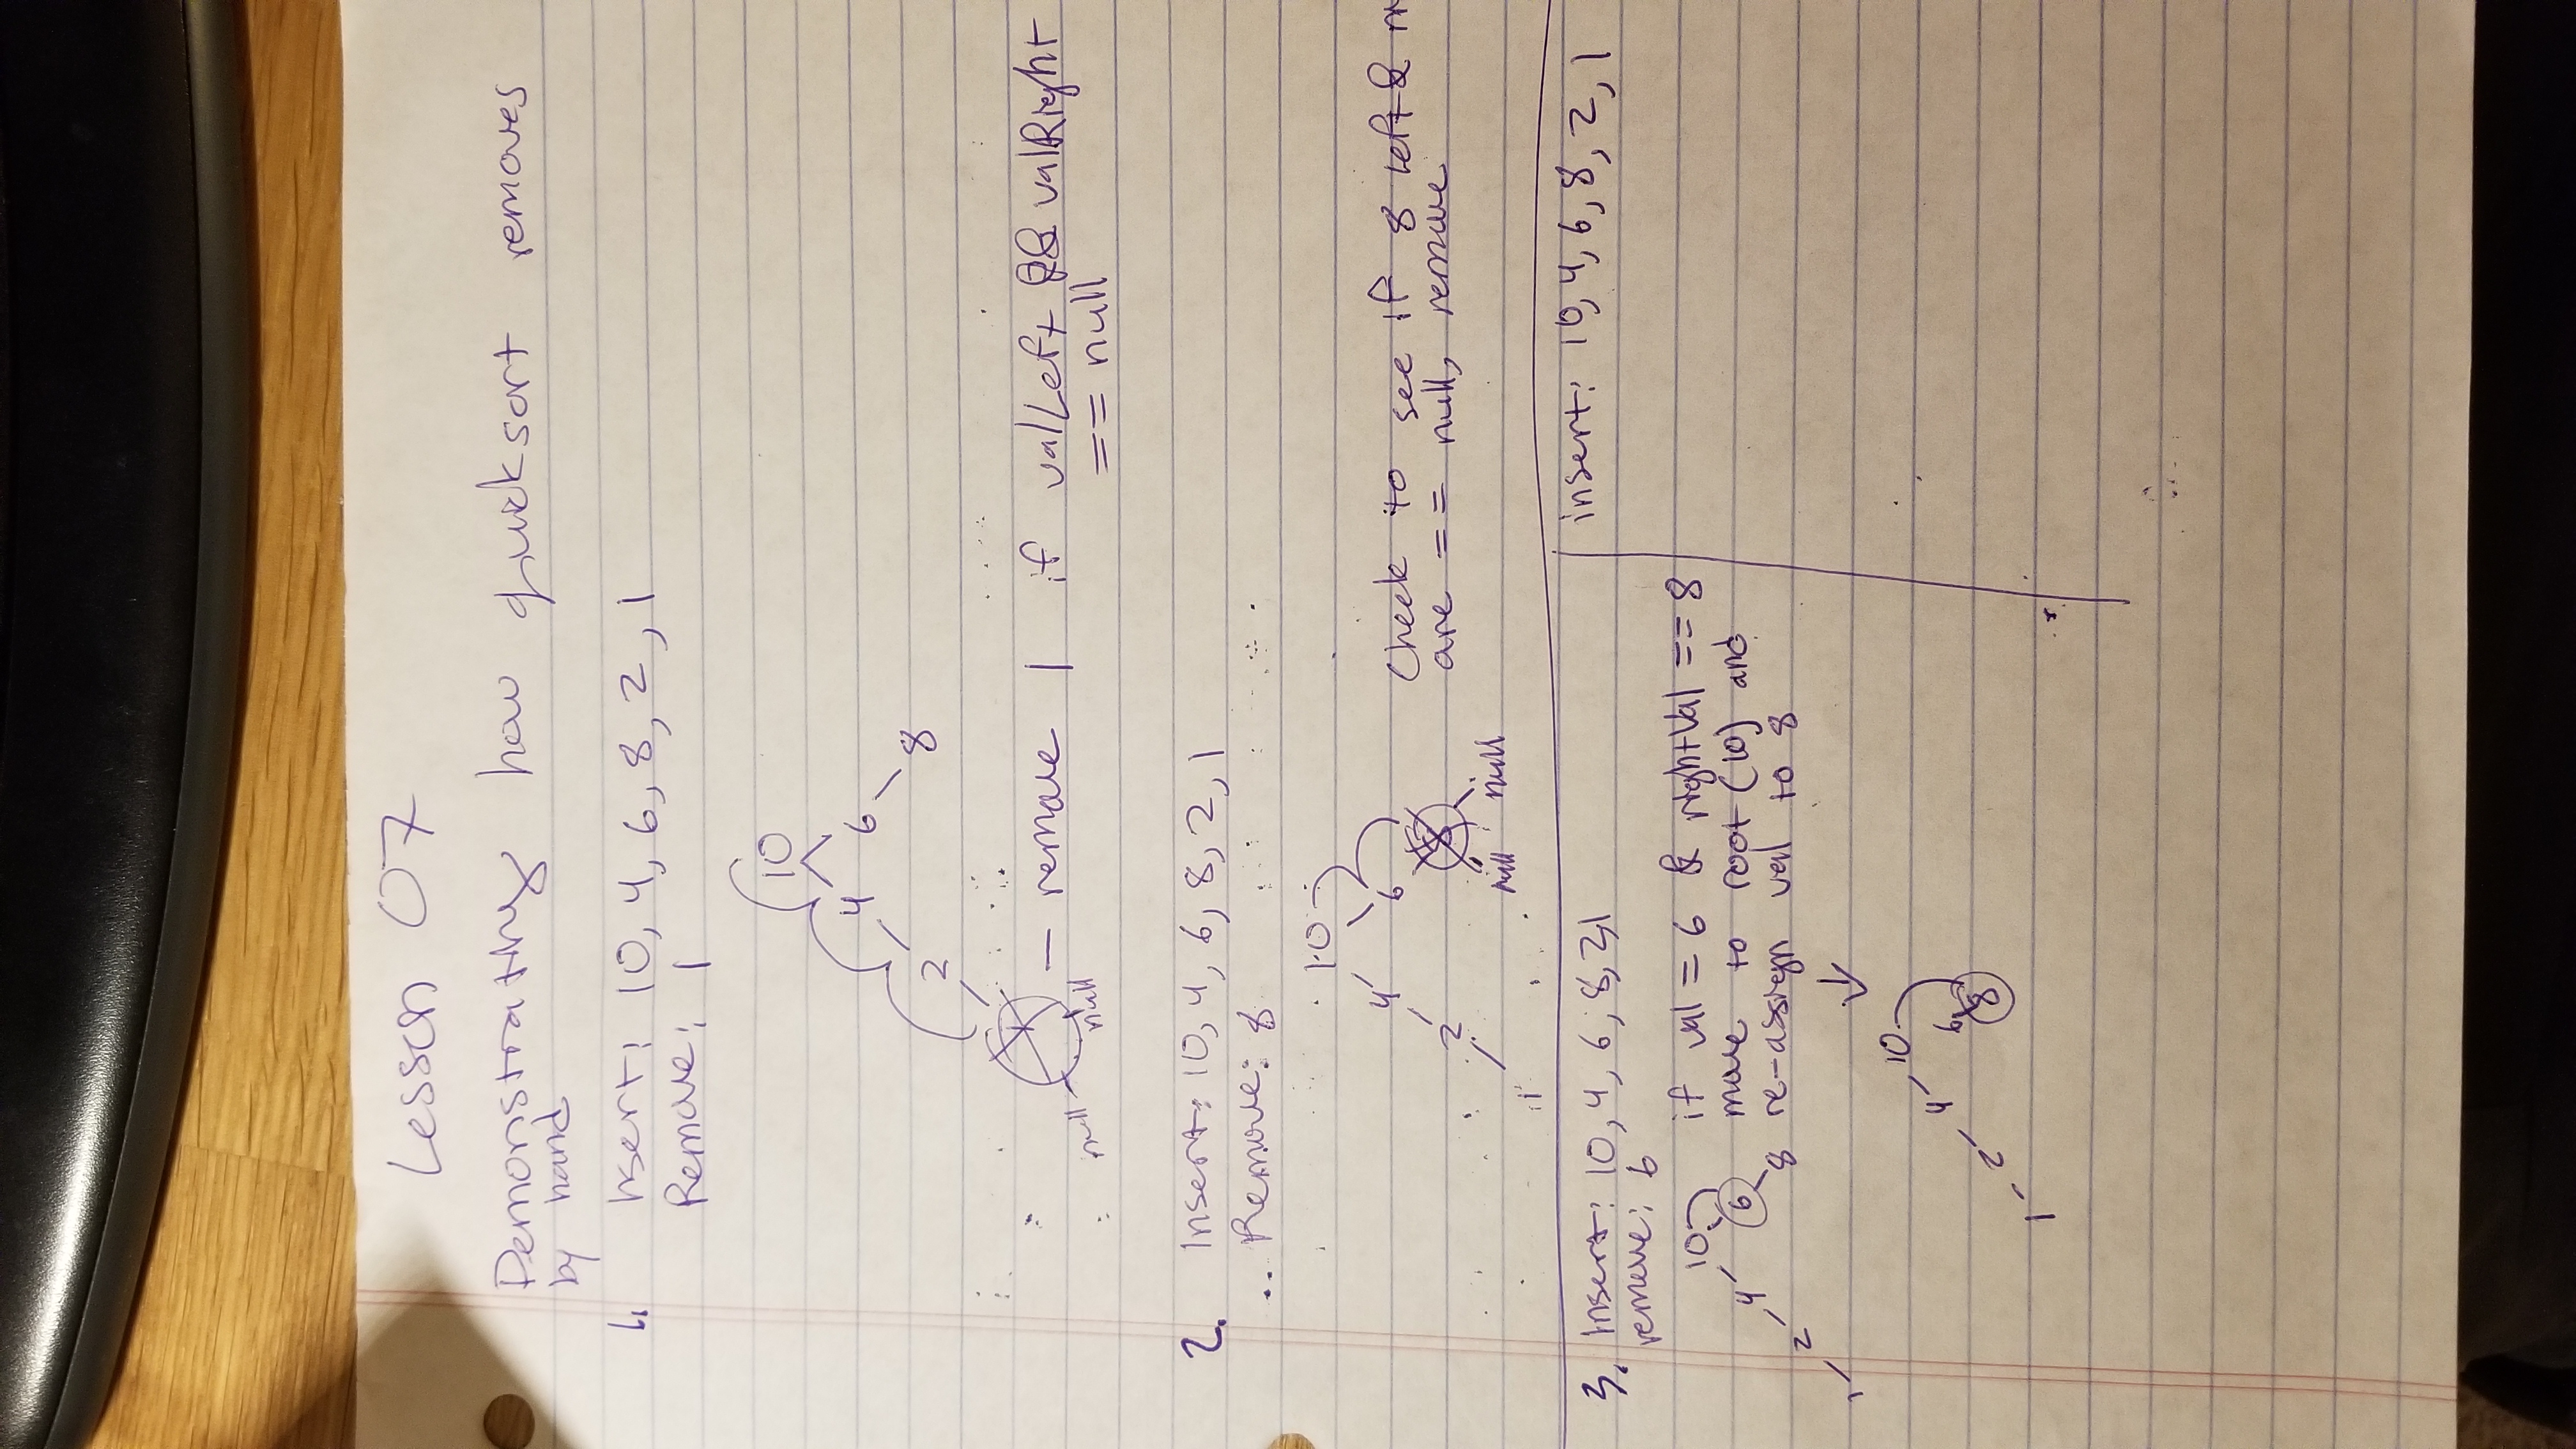 Lesson 07
Demonstrating how quicksort removes
by hand
1. Insert: 10, 4, 6, 8, 2, 1
Remove: 1
10
4 6
2 8
1
null null
— remove 1 if valLeft && valRight
== null
2. Insert: 10, 4, 6, 8, 2, 1
Remove: 8
10
4 6
2 8
null null
1
Check to see if 8 left &
are == null, remove
3. Insert: 10, 4, 6, 8, 2, 1
remove: 6
10
4 6
2 8
1
if val = 6 & rightVal == 8
move to root (10) and
re-assign val to 8
↓
10
4 6
2 8
1
insert: 10, 4, 6, 8, 2, 1